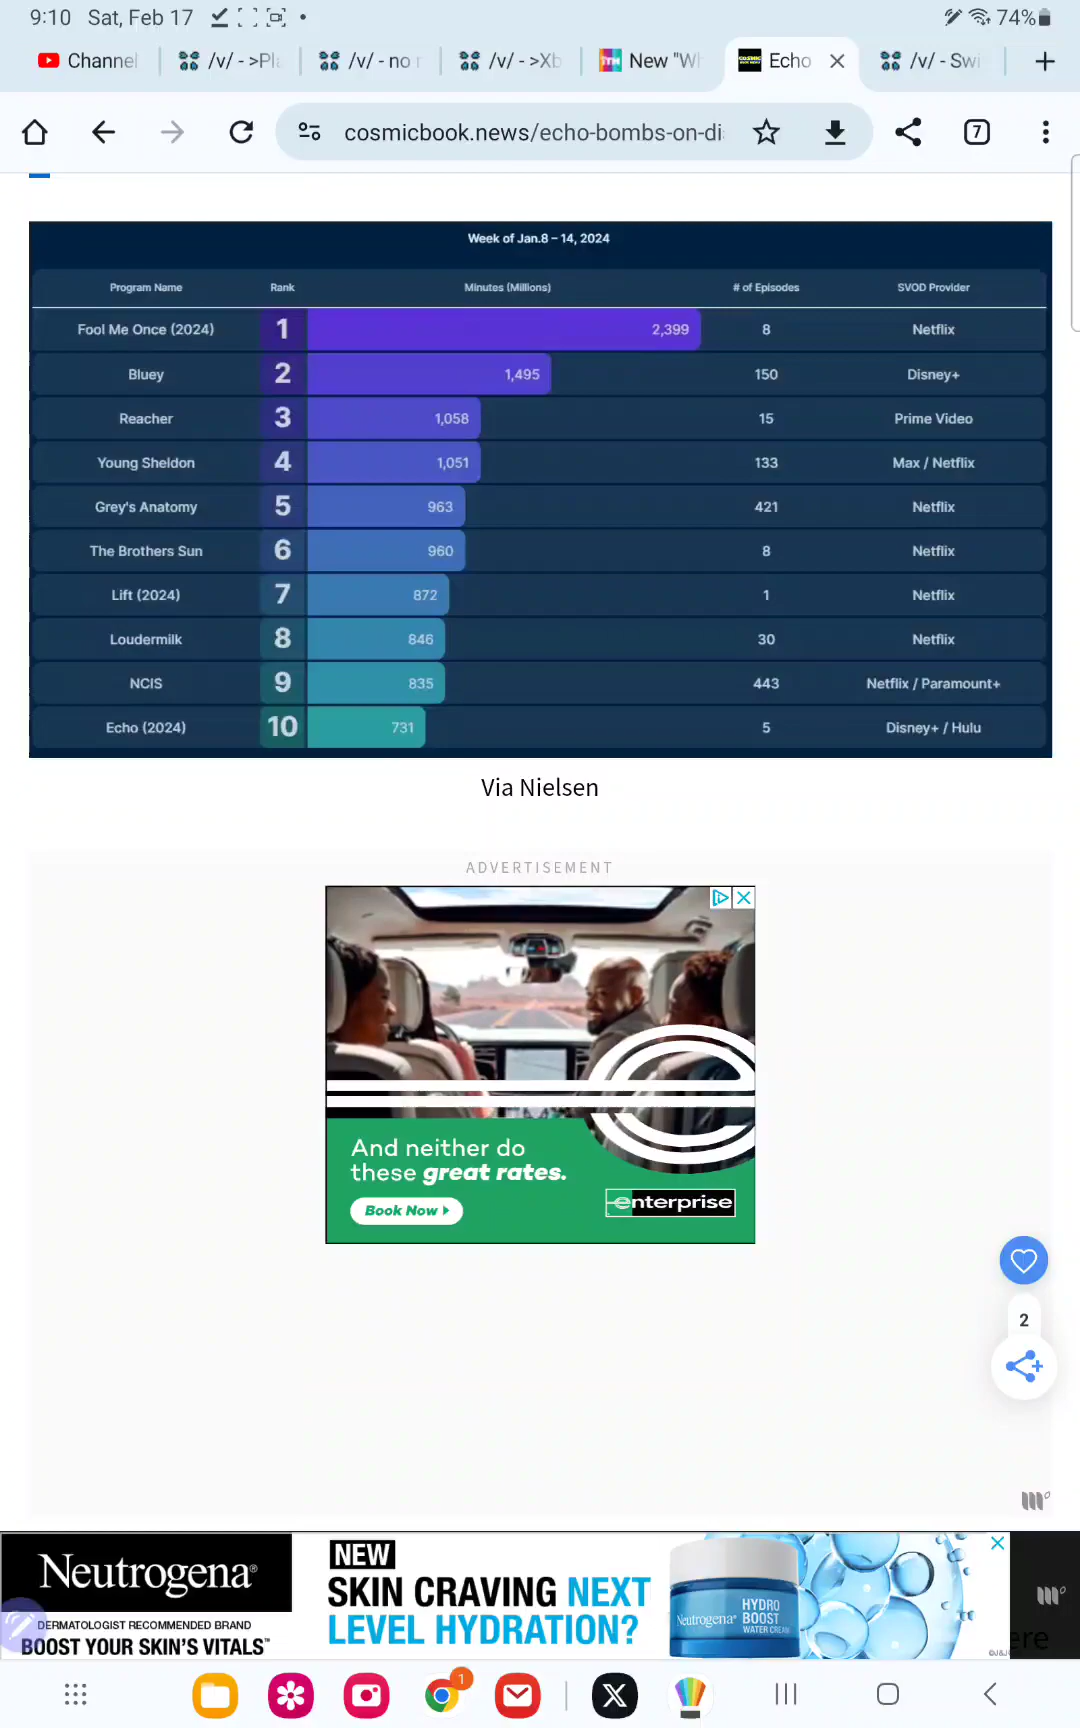 9:10 Sat, Feb 17 74%
Channel /v/ - >Pla /v/ - no /v/ - >Xb New "W Echo /v/ - Swi
cosmicbook.news/echo-bombs-on-di 7
Week of Jan.8 – 14, 2024
Program Name Rank Minutes (Millions) # of Episodes SVOD Provider
Fool Me Once (2024) 1 2,399 8 Netflix
Bluey 2 1,495 150 Disney+
Reacher 3 1,058 15 Prime Video
Young Sheldon 4 1,051 133 Max / Netflix
Grey's Anatomy 5 963 421 Netflix
The Brothers Sun 6 960 8 Netflix
Lift (2024) 7 872 1 Netflix
Loudermilk 8 846 30 Netflix
NCIS 9 835 443 Netflix / Paramount+
Echo (2024) 10 731 5 Disney+ / Hulu
Via Nielsen
ADVERTISEMENT
And neither do
these great rates.
Book Now
enterprise
2
Neutrogena®
DERMATOLOGIST RECOMMENDED BRAND
BOOST YOUR SKIN'S VITALS™
NEW
SKIN CRAVING NEXT
LEVEL HYDRATION?
Neutrogena® HYDRO
BOOST
WATER CREAM
ere
1